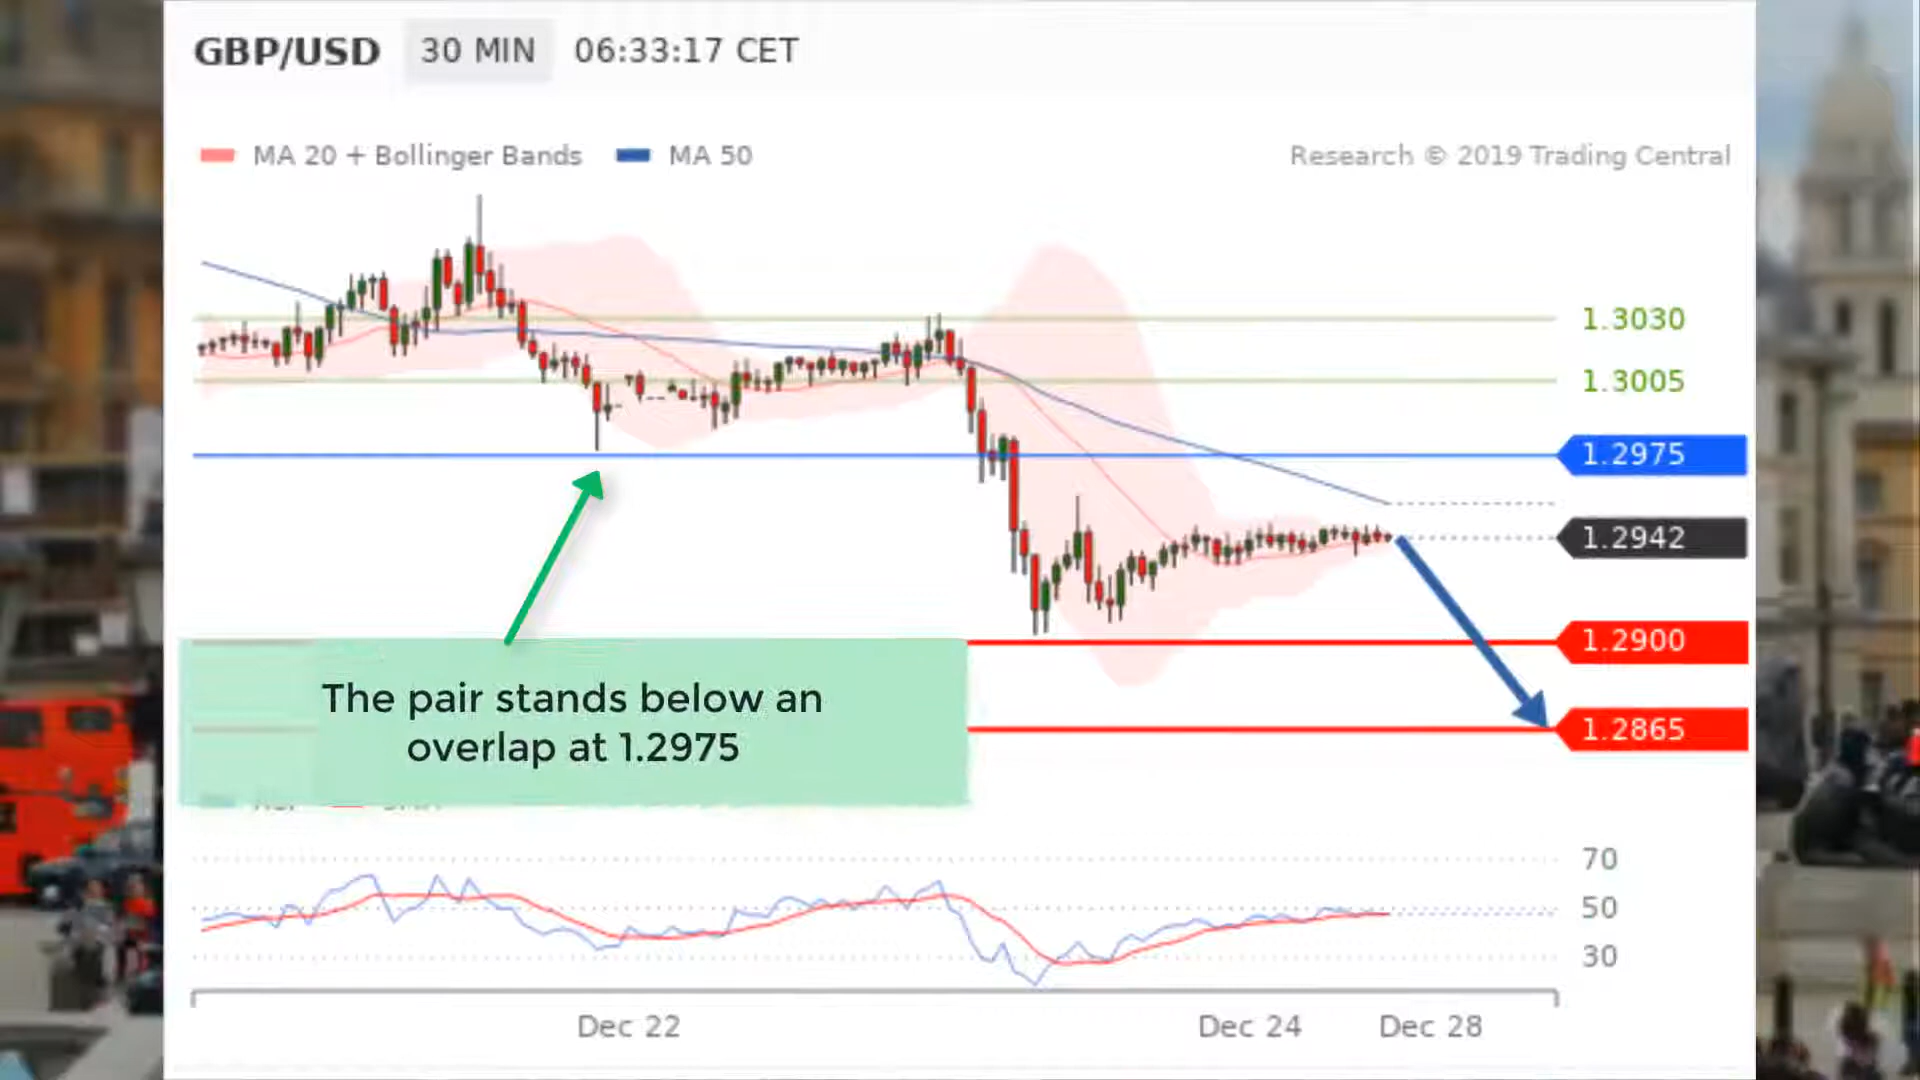 GBP/USD 30 MIN 06:33:17 CET
MA 20 + Bollinger Bands MA 50 Research © 2019 Trading Central
1.3030
1.3005
1.2975
1.2942
1.2900
1.2865
The pair stands below an
overlap at 1.2975
70
50
30
Dec 22 Dec 24 Dec 28